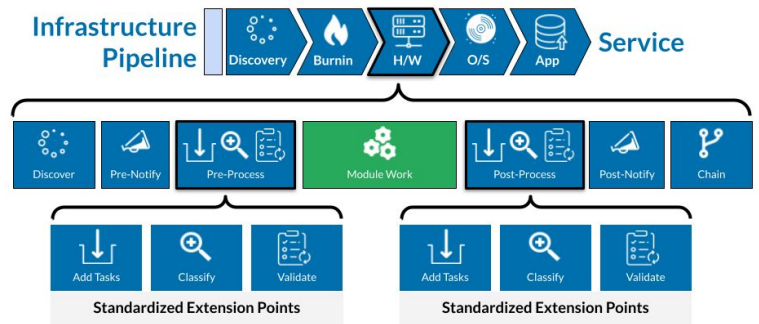 Infrastructure
Pipeline
Discovery
Burnin
H/W
O/S
App
Service
Discover
Pre-Notify
Pre-Process
Module Work
Post-Process
Post-Notify
Chain
Add Tasks
Classify
Validate
Standardized Extension Points
Add Tasks
Classify
Validate
Standardized Extension Points